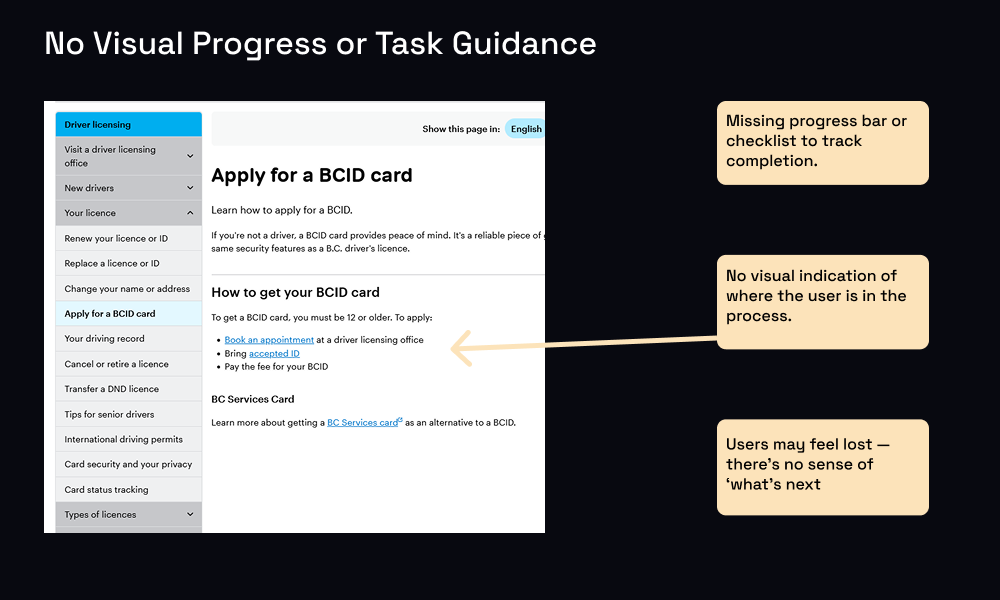 No Visual Progress or Task Guidance
Driver licensing
Visit a driver licensing
office
New drivers
Your licence
Renew your licence or ID
Replace a licence or ID
Change your name or address
Apply for a BCID card
Your driving record
Cancel or retire a licence
Transfer a DND licence
Tips for senior drivers
International driving permits
Card security and your privacy
Card status tracking
Types of licences
Show this page in: English
Apply for a BCID card
Learn how to apply for a BCID.
If you're not a driver, a BCID card provides peace of mind. It's a reliable piece of
same security features as a B.C. driver's licence.
How to get your BCID card
To get a BCID card, you must be 12 or older. To apply:
• Book an appointment at a driver licensing office
• Bring accepted ID
• Pay the fee for your BCID
BC Services Card
Learn more about getting a BC Services card as an alternative to a BCID.
Missing progress bar or
checklist to track
completion.
No visual indication of
where the user is in the
process.
Users may feel lost —
there's no sense of
‘what's next